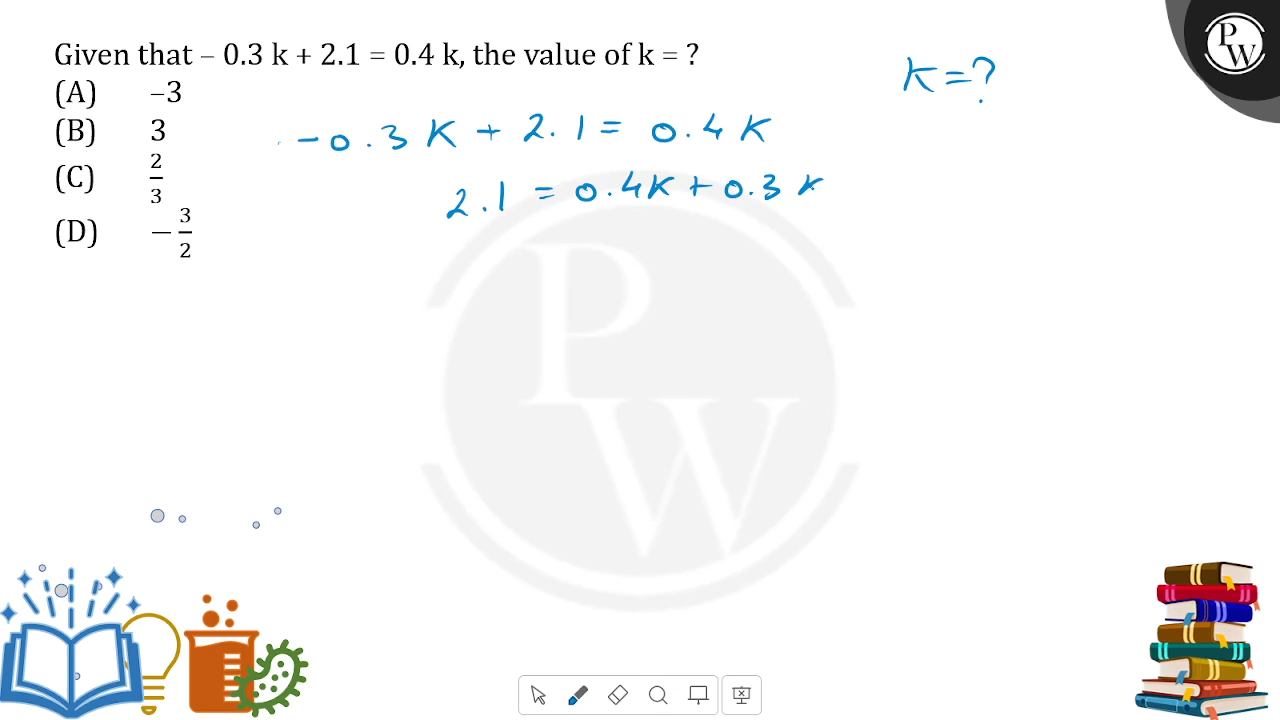 Given that – 0.3 k + 2.1 = 0.4 k, the value of k = ?
(A) –3
(B) 3
(C) 2/3
(D) – 3/2
k = ?
-0.3 K + 2.1 = 0.4 K
2.1 = 0.4K + 0.3 K
P
W
P
W